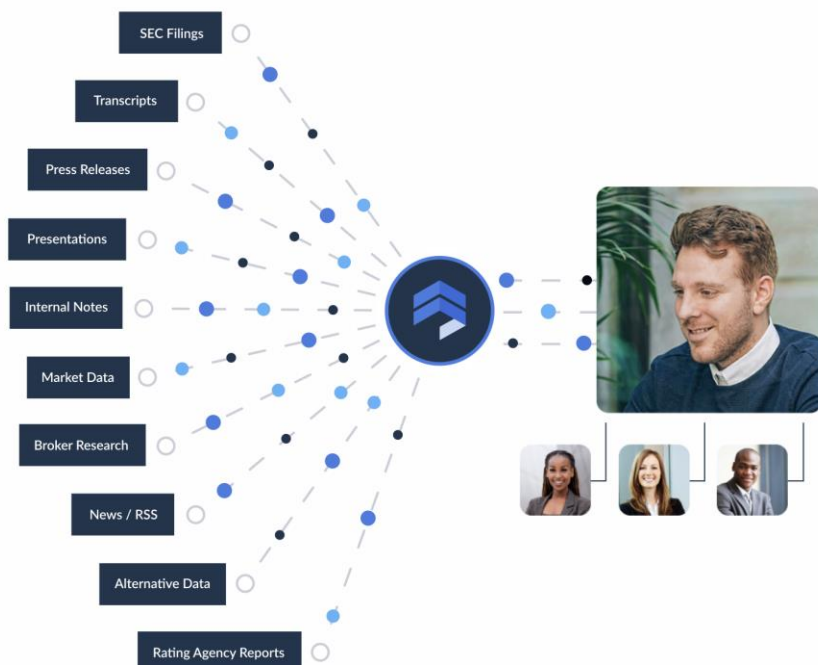 SEC Filings
Transcripts
Press Releases
Presentations
Internal Notes
Market Data
Broker Research
News / RSS
Alternative Data
Rating Agency Reports